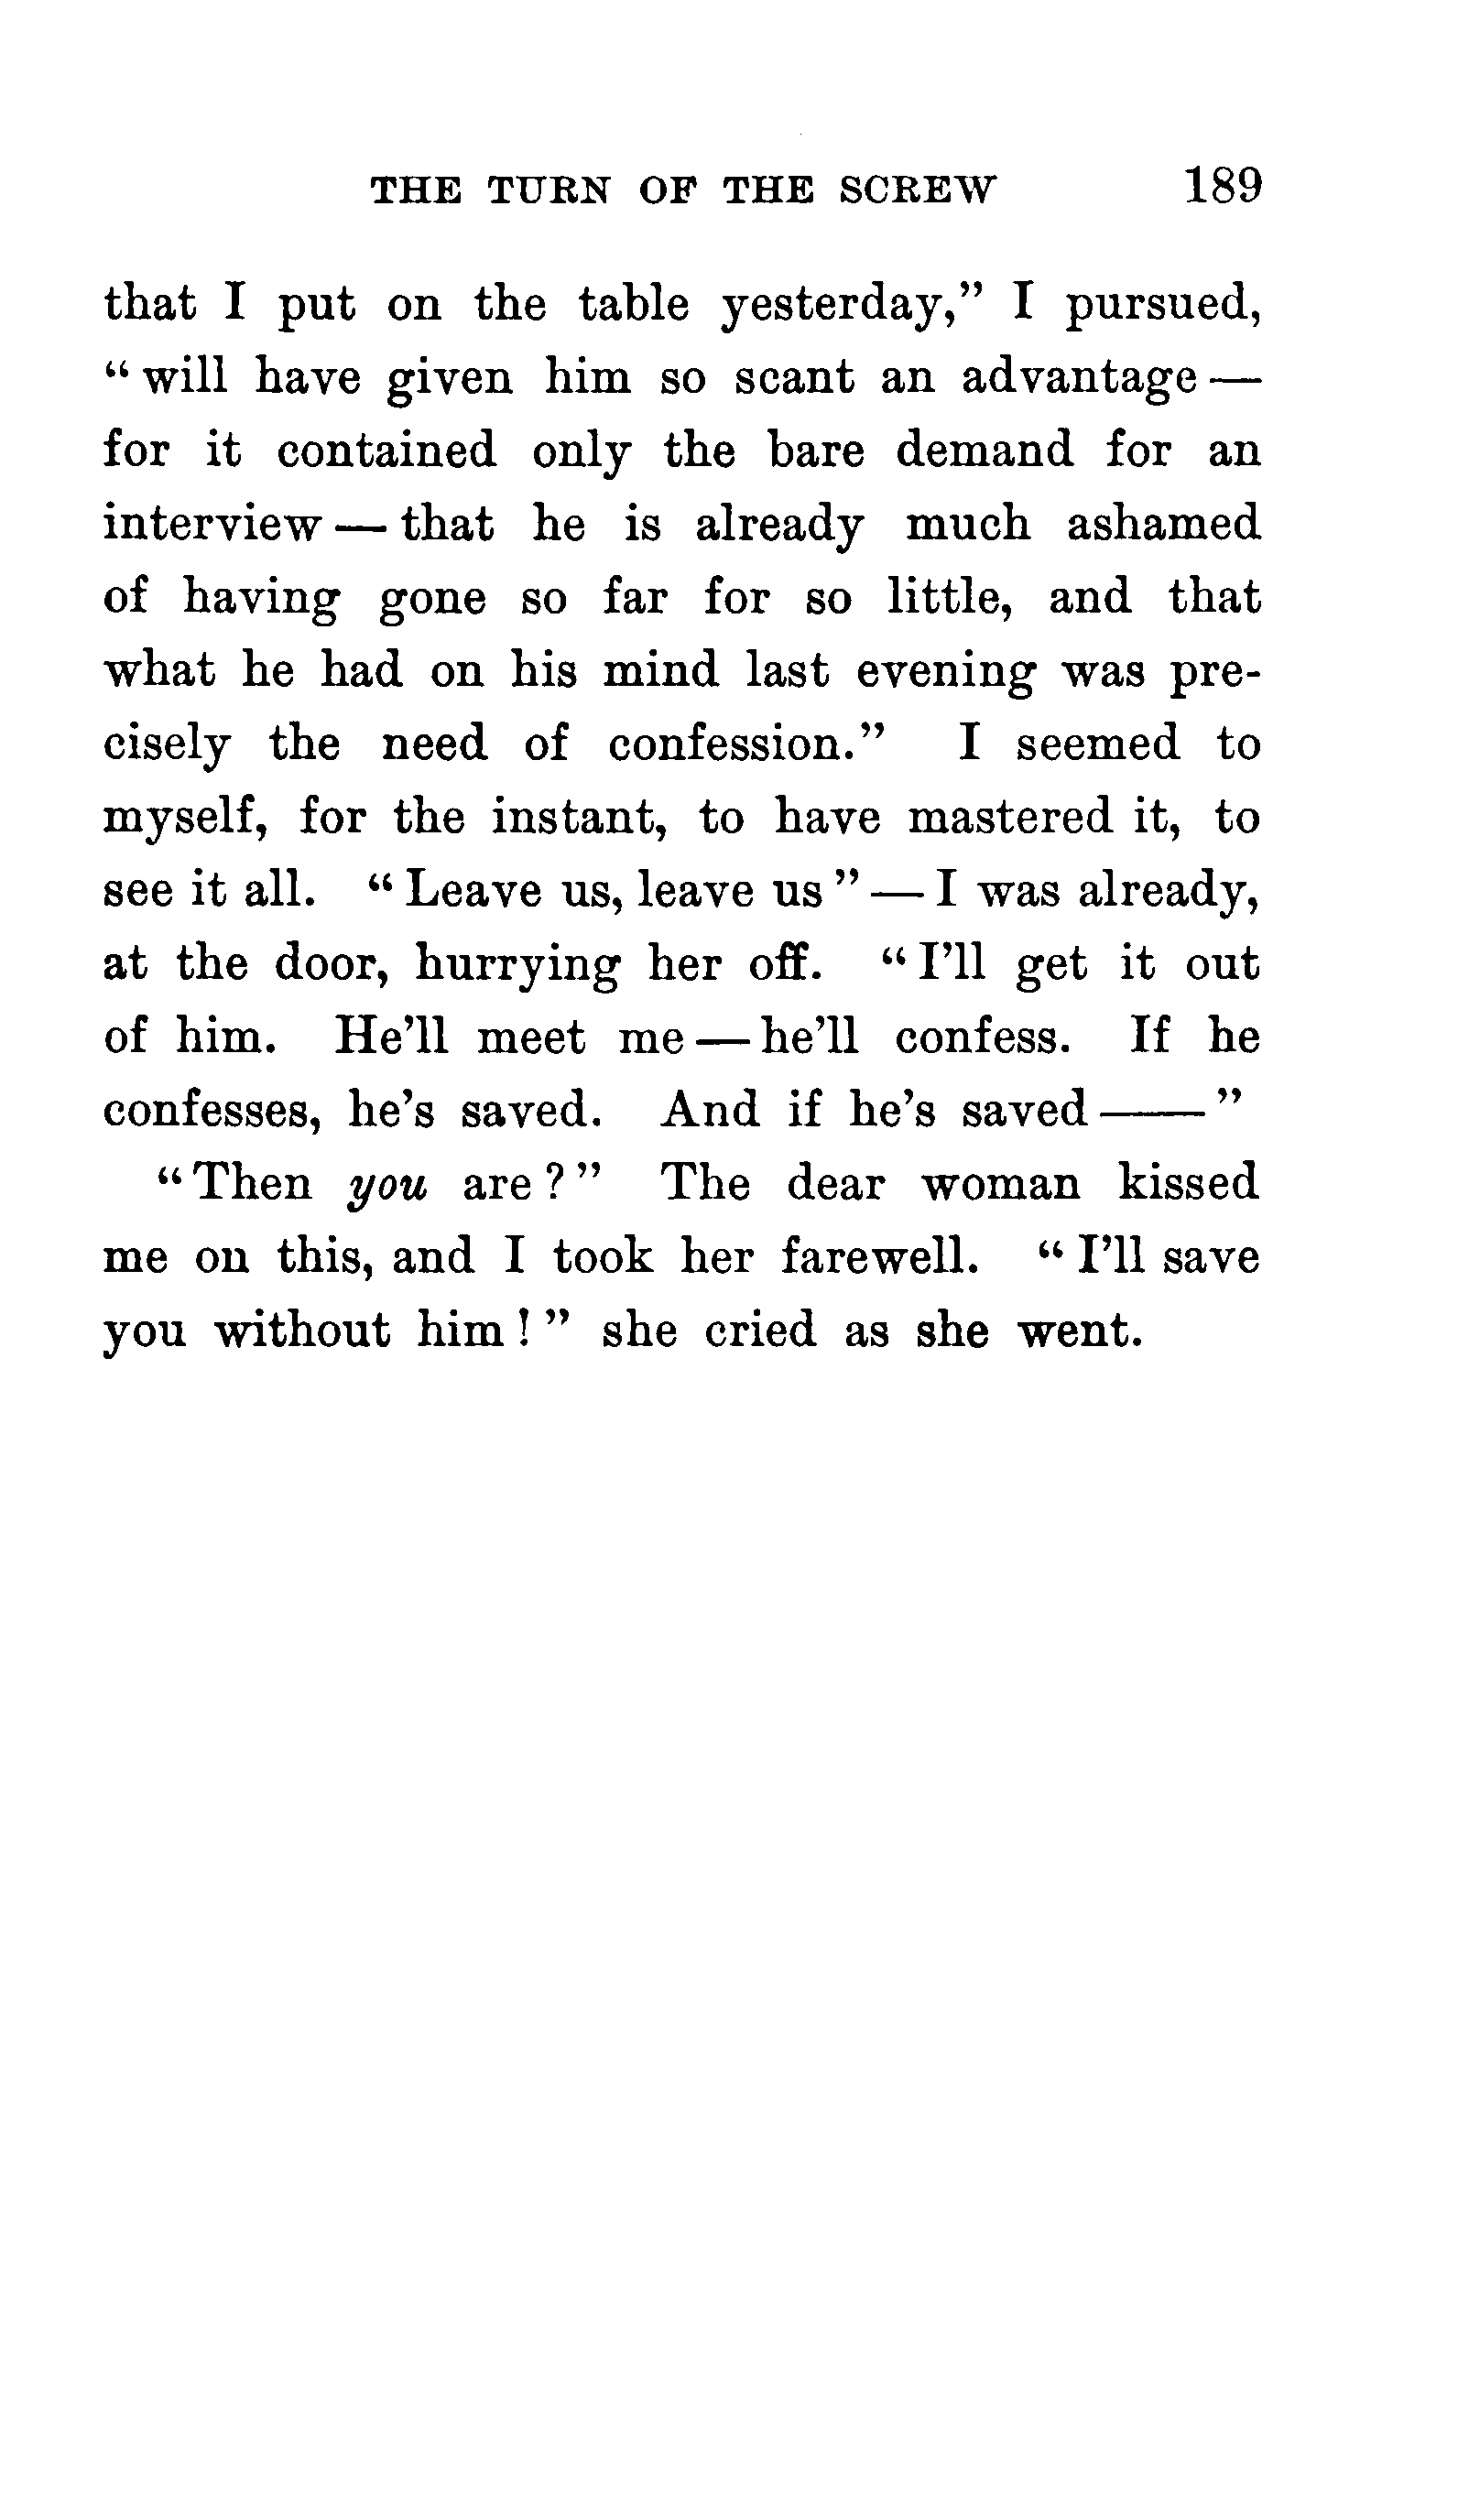 THE TURN OF THE SCREW 189
that I put on the table yesterday,” I pursued,
“will have given him so scant an advantage —
for it contained only the bare demand for an
interview — that he is already much ashamed
of having gone so far for so little, and that
what he had on his mind last evening was pre-
cisely the need of confession.” I seemed to
myself, for the instant, to have mastered it, to
see it all. “Leave us, leave us” — I was already,
at the door, hurrying her off. “I’ll get it out
of him. He’ll meet me — he’ll confess. If he
confesses, he’s saved. And if he’s saved ——”
“Then you are?” The dear woman kissed
me on this, and I took her farewell. “I’ll save
you without him!” she cried as she went.